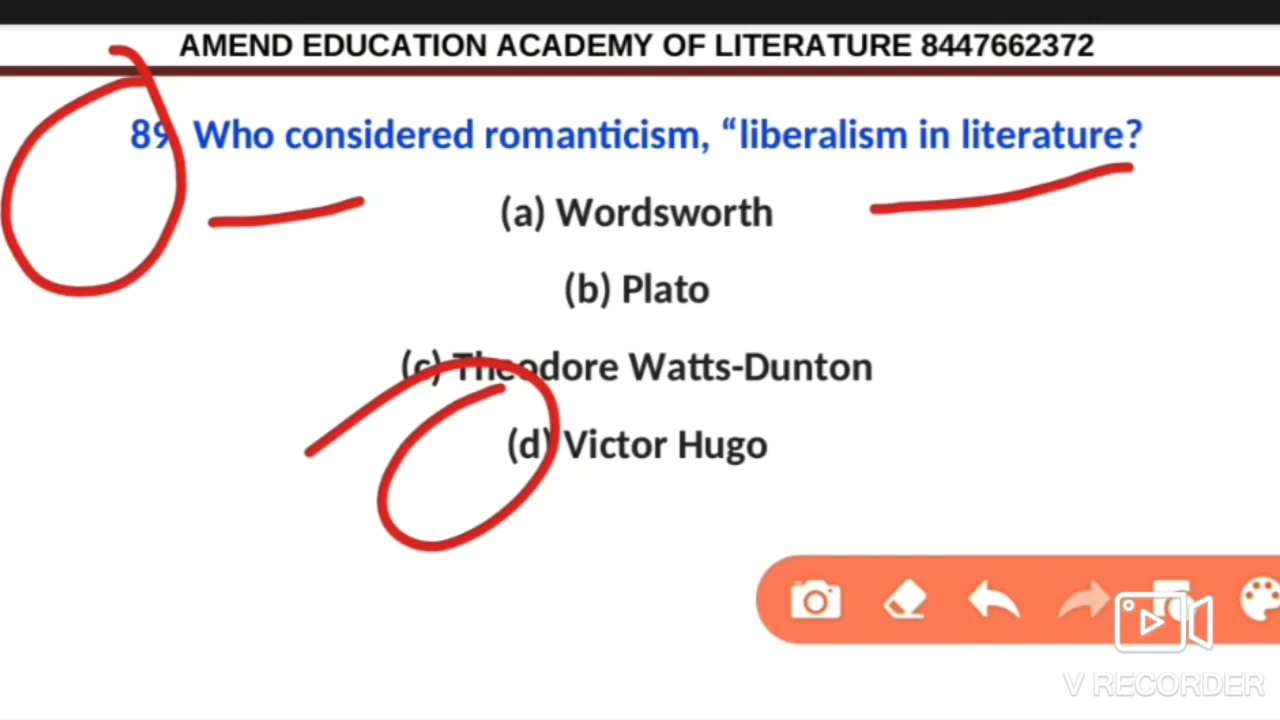 AMEND EDUCATION ACADEMY OF LITERATURE 8447662372
89. Who considered romanticism, “liberalism in literature?
(a) Wordsworth
(b) Plato
(c) Theodore Watts-Dunton
(d) Victor Hugo
V RECORDER